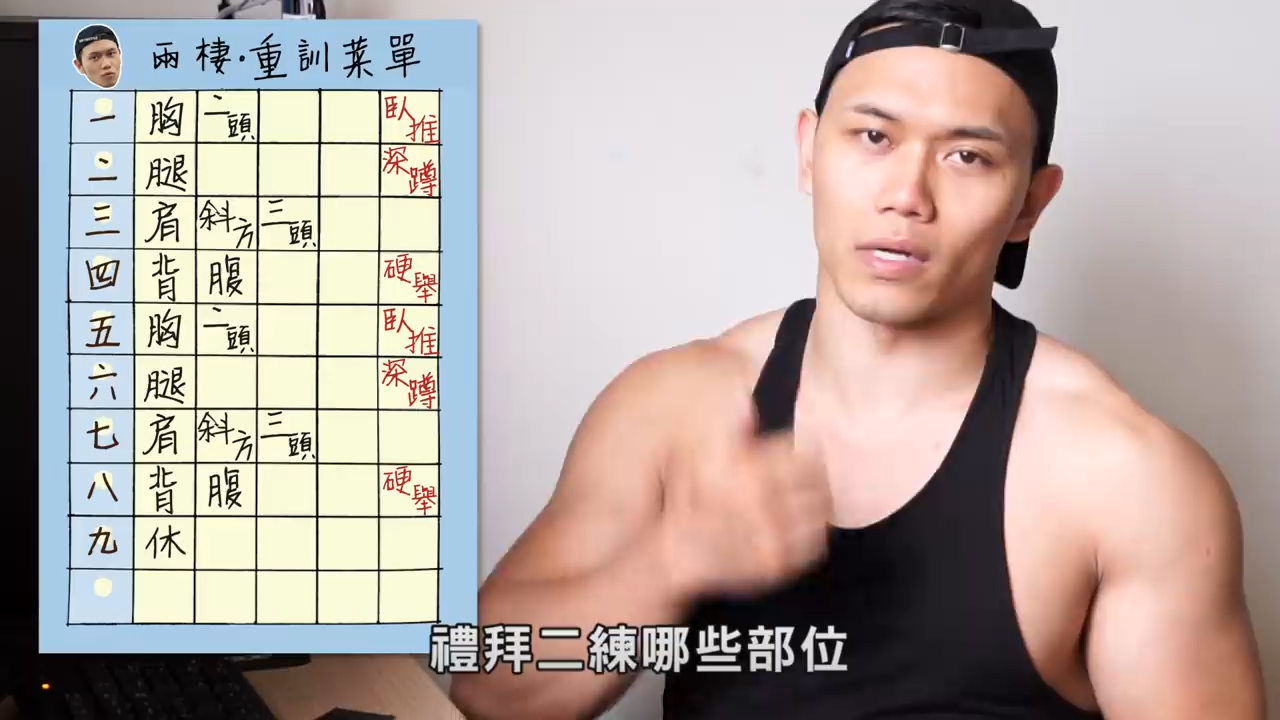 兩棲·重訓菜單
一 胸 二頭 臥推
二 腿 深蹲
三 肩 斜方 三頭
四 背 腹 硬舉
五 胸 二頭 臥推
六 腿 深蹲
七 肩 斜方 三頭
八 背 腹 硬舉
九 休
禮拜二練哪些部位